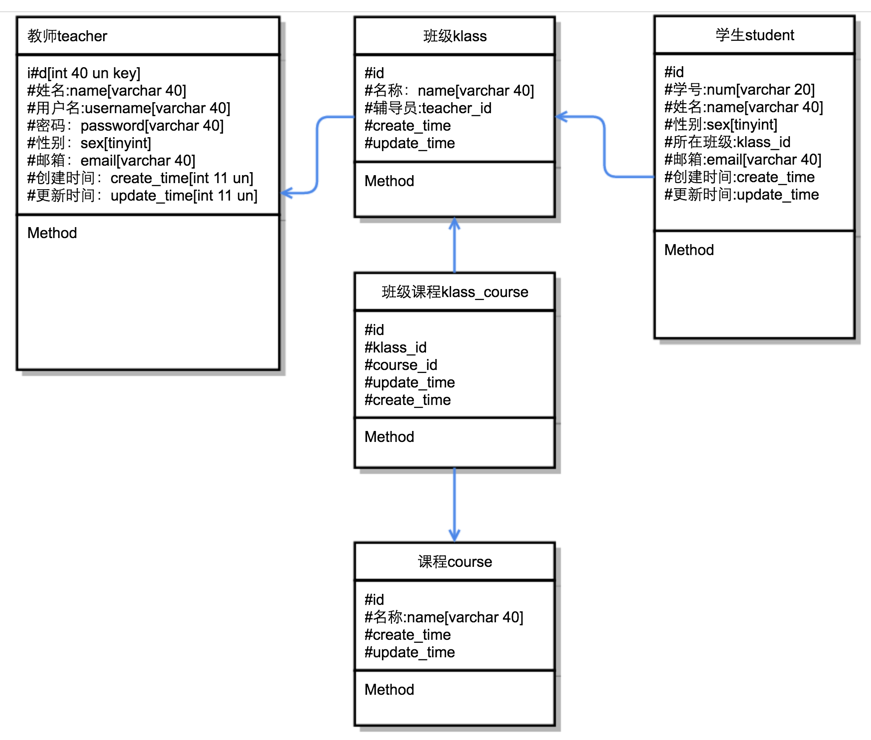 教师teacher
i#d[int 40 un key]
#姓名:name[varchar 40]
#用户名:username[varchar 40]
#密码：password[varchar 40]
#性别：sex[tinyint]
#邮箱：email[varchar 40]
#创建时间：create_time[int 11 un]
#更新时间：update_time[int 11 un]
Method
班级klass
#id
#名称：name[varchar 40]
#辅导员:teacher_id
#create_time
#update_time
Method
学生student
#id
#学号:num[varchar 20]
#姓名:name[varchar 40]
#性别:sex[tinyint]
#所在班级:klass_id
#邮箱:email[varchar 40]
#创建时间:create_time
#更新时间:update_time
Method
班级课程klass_course
#id
#klass_id
#course_id
#update_time
#create_time
Method
课程course
#id
#名称:name[varchar 40]
#create_time
#update_time
Method